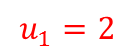 u₁ = 2